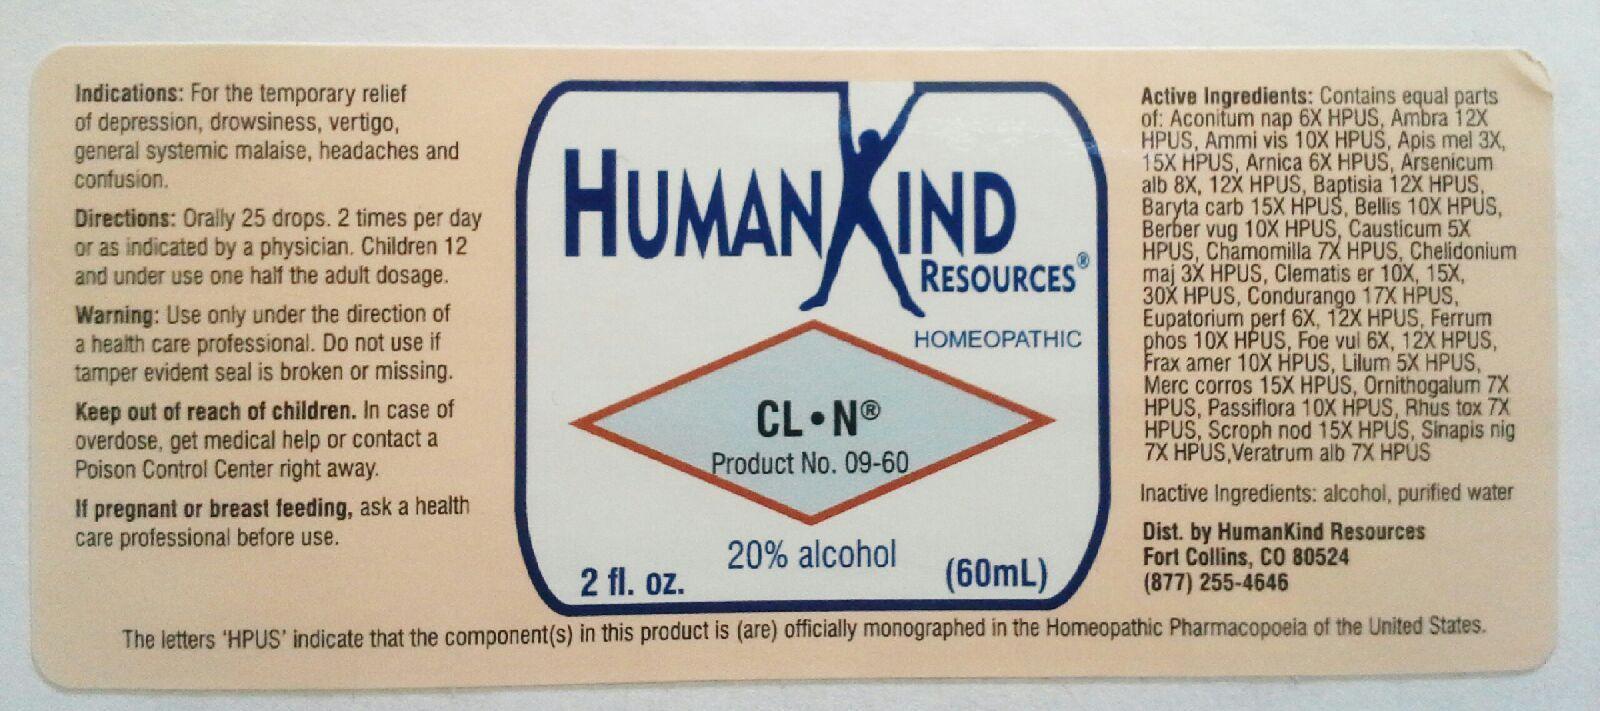 Indications: For the temporary relief
of depression, drowsiness, vertigo,
general systemic malaise, headaches and
confusion.
Directions: Orally 25 drops. 2 times per day
or as indicated by a physician. Children 12
and under use one half the adult dosage.
Warning: Use only under the direction of
a health care professional. Do not use if
tamper evident seal is broken or missing.
Keep out of reach of children. In case of
overdose, get medical help or contact a
Poison Control Center right away.
If pregnant or breast feeding, ask a health
care professional before use.
HUMANKIND
RESOURCES®
HOMEOPATHIC
CL•N®
Product No. 09-60
20% alcohol
2 fl. oz. (60mL)
Active Ingredients: Contains equal parts
of: Aconitum nap 6X HPUS, Ambra 12X
HPUS, Ammi vis 10X HPUS, Apis mel 3X,
15X HPUS, Arnica 6X HPUS, Arsenicum
alb 8X, 12X HPUS, Baptisia 12X HPUS,
Baryta carb 15X HPUS, Bellis 10X HPUS,
Berber vug 10X HPUS, Causticum 5X
HPUS, Chamomilla 7X HPUS, Chelidonium
maj 3X HPUS, Clematis er 10X, 15X,
30X HPUS, Condurango 17X HPUS,
Eupatorium perf 6X, 12X HPUS, Ferrum
phos 10X HPUS, Foe vul 6X, 12X HPUS,
Frax amer 10X HPUS, Lilum 5X HPUS,
Merc corros 15X HPUS, Ornithogalum 7X
HPUS, Passiflora 10X HPUS, Rhus tox 7X
HPUS, Scroph nod 15X HPUS, Sinapis nig
7X HPUS,Veratrum alb 7X HPUS
Inactive Ingredients: alcohol, purified water
Dist. by HumanKind Resources
Fort Collins, CO 80524
(877) 255-4646
The letters 'HPUS' indicate that the component(s) in this product is (are) officially monographed in the Homeopathic Pharmacopoeia of the United States.